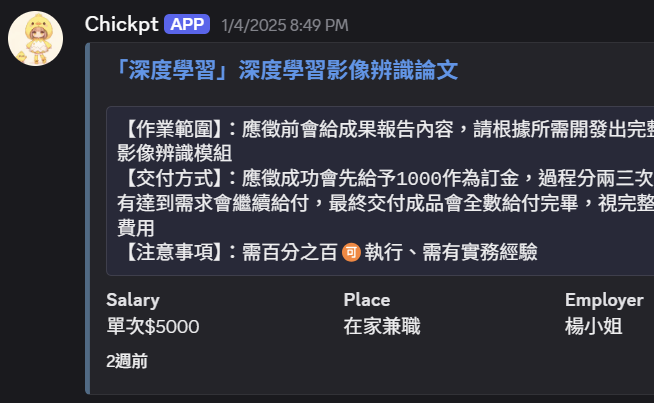 Chickpt APP 1/4/2025 8:49 PM
「深度學習」深度學習影像辨識論文
【作業範圍】：應徵前會給成果報告內容，請根據所需開發出完整
影像辨識模組
【交付方式】：應徵成功會先給予1000作為訂金，過程分兩三次
有達到需求會繼續給付，最終交付成品會全數給付完畢，視完整
費用
【注意事項】：需百分之百🉑執行、需有實務經驗
Salary Place Employer
單次$5000 在家兼職 楊小姐
2週前